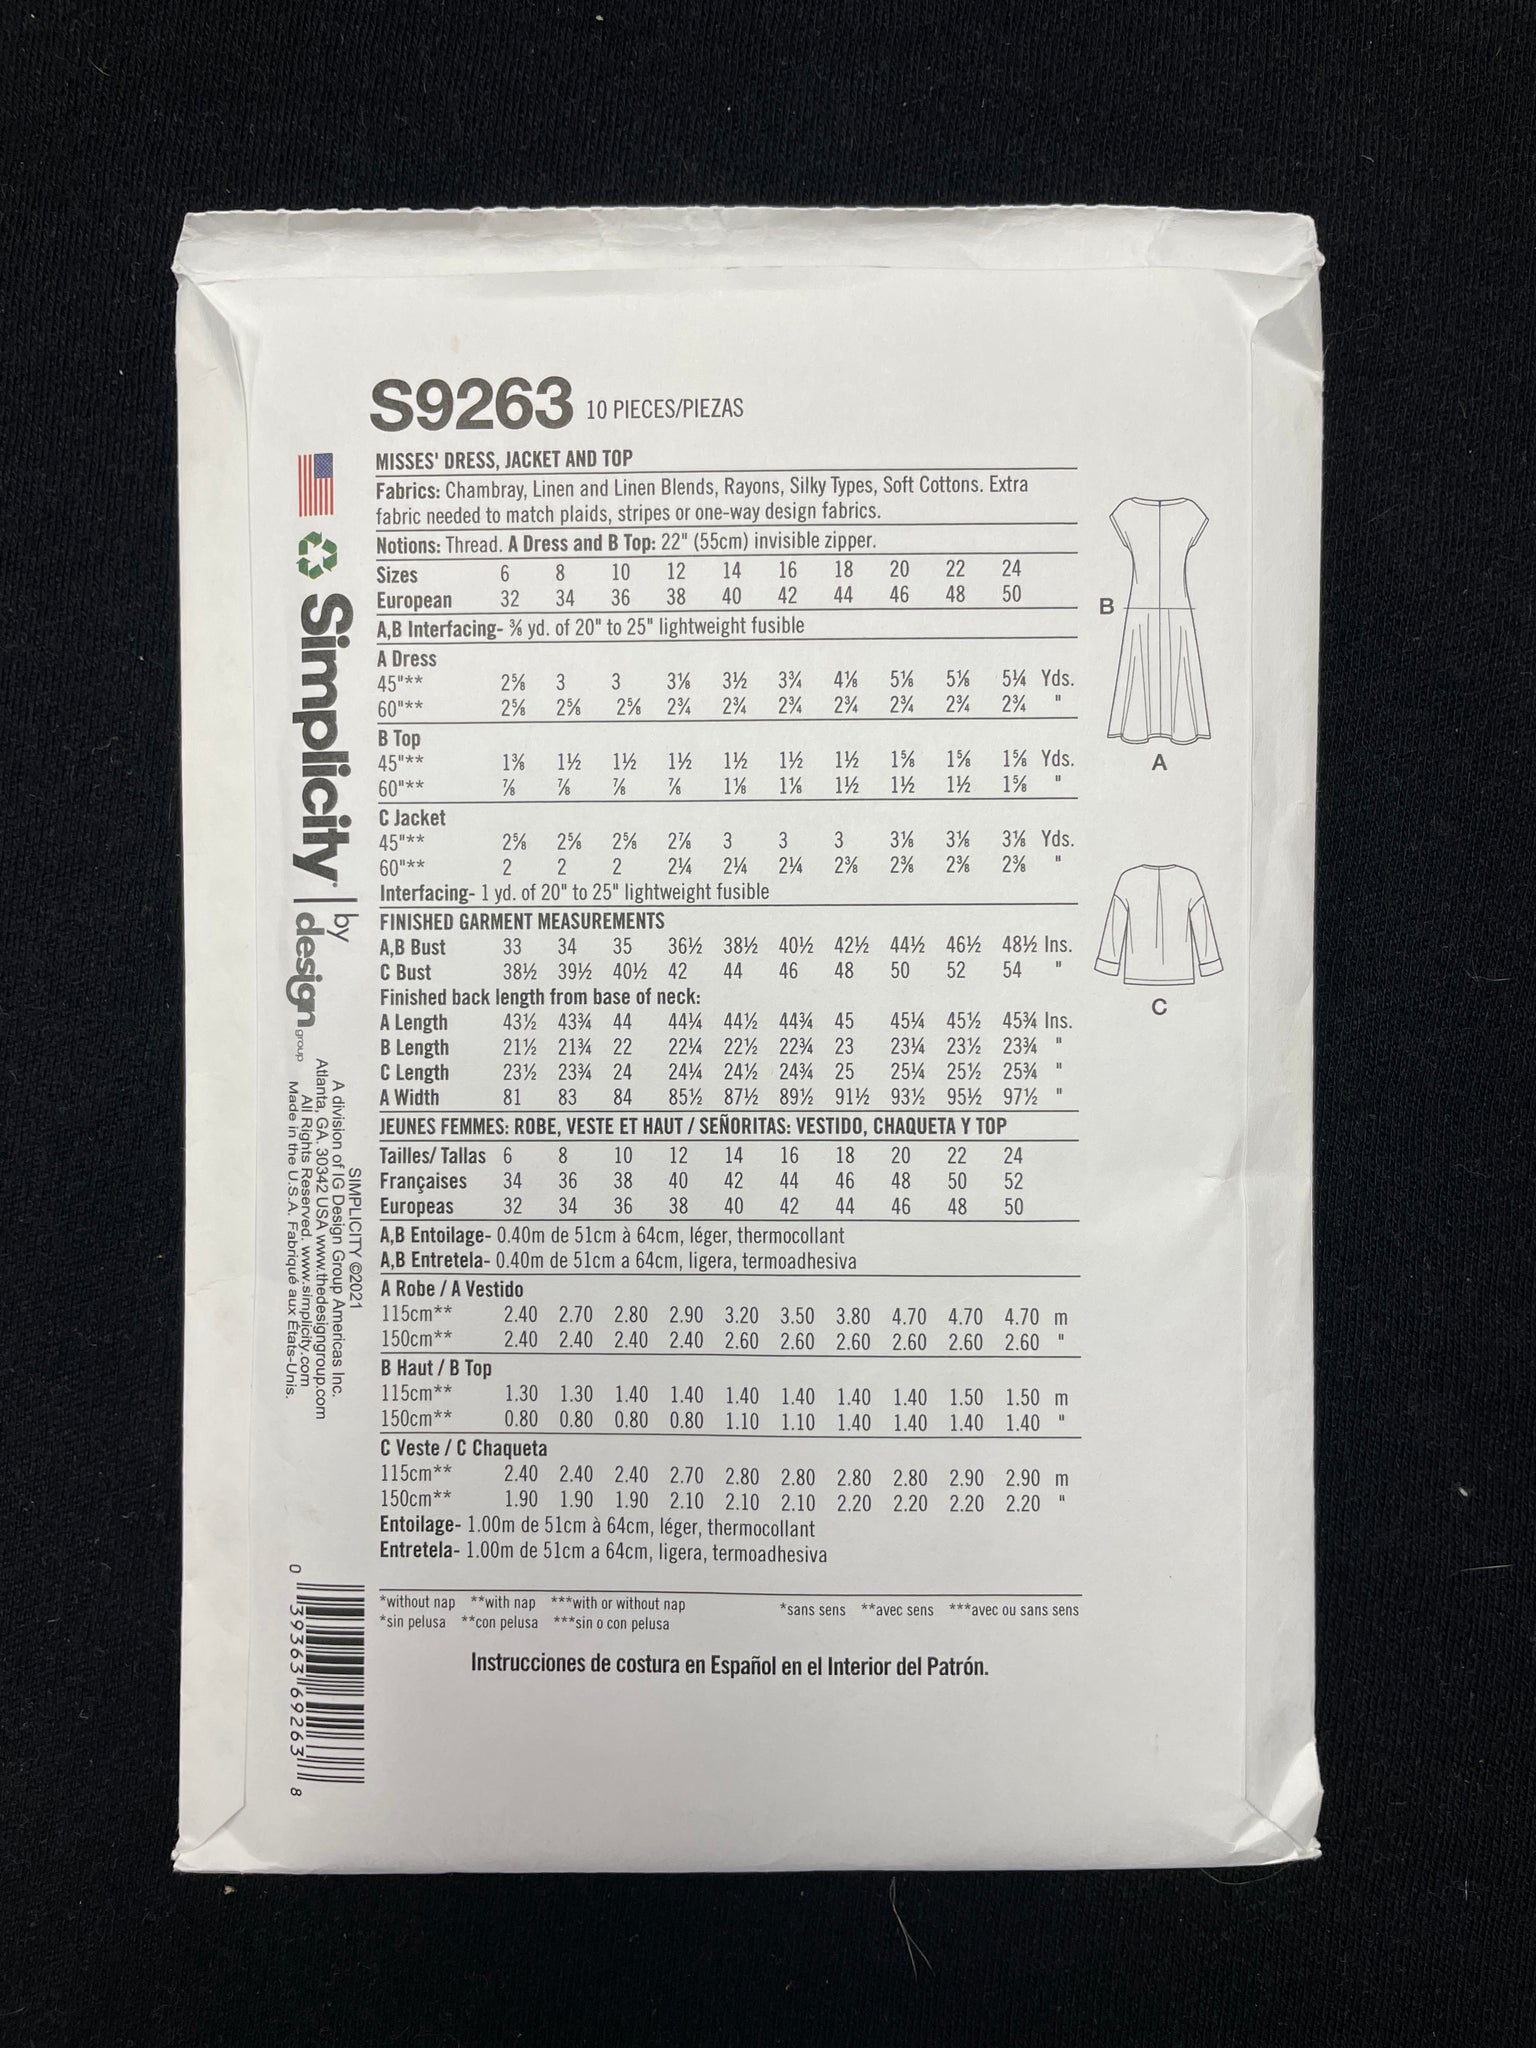 S9263 10 PIECES/PIEZAS
MISSES' DRESS, JACKET AND TOP
Fabrics: Chambray, Linen and Linen Blends, Rayons, Silky Types, Soft Cottons. Extra
fabric needed to match plaids, stripes or one-way design fabrics.
Notions: Thread. A Dress and B Top: 22" (55cm) invisible zipper.
Sizes 6 8 10 12 14 16 18 20 22 24
European 32 34 36 38 40 42 44 46 48 50
A,B Interfacing- ⅜ yd. of 20" to 25" lightweight fusible
A Dress
45"** 2⅝ 3 3 3⅛ 3½ 3¾ 4⅛ 5⅛ 5⅛ 5¼ Yds.
60"** 2⅝ 2⅝ 2⅝ 2¾ 2¾ 2¾ 2¾ 2¾ 2¾ 2¾ "
B Top
45"** 1⅜ 1½ 1½ 1½ 1½ 1½ 1½ 1⅝ 1⅝ 1⅝ Yds.
60"** ⅞ ⅞ ⅞ ⅞ 1⅛ 1⅛ 1½ 1½ 1½ 1⅝ "
C Jacket
45"** 2⅝ 2⅝ 2⅝ 2⅞ 3 3 3 3⅛ 3⅛ 3⅛ Yds.
60"** 2 2 2 2¼ 2¼ 2¼ 2⅜ 2⅜ 2⅜ 2⅜ "
Interfacing- 1 yd. of 20" to 25" lightweight fusible
FINISHED GARMENT MEASUREMENTS
A,B Bust 33 34 35 36½ 38½ 40½ 42½ 44½ 46½ 48½ Ins.
C Bust 38½ 39½ 40½ 42 44 46 48 50 52 54 "
Finished back length from base of neck:
A Length 43½ 43¾ 44 44¼ 44½ 44¾ 45 45¼ 45½ 45¾ Ins.
B Length 21½ 21¾ 22 22¼ 22½ 22¾ 23 23¼ 23½ 23¾ "
C Length 23½ 23¾ 24 24¼ 24½ 24¾ 25 25¼ 25½ 25¾ "
A Width 81 83 84 85½ 87½ 89½ 91½ 93½ 95½ 97½ "
JEUNES FEMMES: ROBE, VESTE ET HAUT / SEÑORITAS: VESTIDO, CHAQUETA Y TOP
Tailles/ Tallas 6 8 10 12 14 16 18 20 22 24
Françaises 34 36 38 40 42 44 46 48 50 52
Europeas 32 34 36 38 40 42 44 46 48 50
A,B Entoilage- 0.40m de 51cm à 64cm, léger, thermocollant
A,B Entretela- 0.40m de 51cm a 64cm, ligera, termoadhesiva
A Robe / A Vestido
115cm** 2.40 2.70 2.80 2.90 3.20 3.50 3.80 4.70 4.70 4.70 m
150cm** 2.40 2.40 2.40 2.40 2.60 2.60 2.60 2.60 2.60 2.60 "
B Haut / B Top
115cm** 1.30 1.30 1.40 1.40 1.40 1.40 1.40 1.40 1.50 1.50 m
150cm** 0.80 0.80 0.80 0.80 1.10 1.10 1.40 1.40 1.40 1.40 "
C Veste / C Chaqueta
115cm** 2.40 2.40 2.40 2.70 2.80 2.80 2.80 2.80 2.90 2.90 m
150cm** 1.90 1.90 1.90 2.10 2.10 2.10 2.20 2.20 2.20 2.20 "
Entoilage- 1.00m de 51cm à 64cm, léger, thermocollant
Entretela- 1.00m de 51cm a 64cm, ligera, termoadhesiva
*without nap **with nap ***with or without nap *sans sens **avec sens ***avec ou sans sens
*sin pelusa **con pelusa ***sin o con pelusa
Instrucciones de costura en Español en el Interior del Patrón.
B
A
C
Simplicity | by design group
SIMPLICITY ©2021
A division of IG Design Group Americas Inc.
Atlanta, GA. 30342 USA www.thedesigngroup.com
All Rights Reserved. www.simplicity.com
Made in the U.S.A. Fabriqué aux États-Unis.
0 39363 69263 8